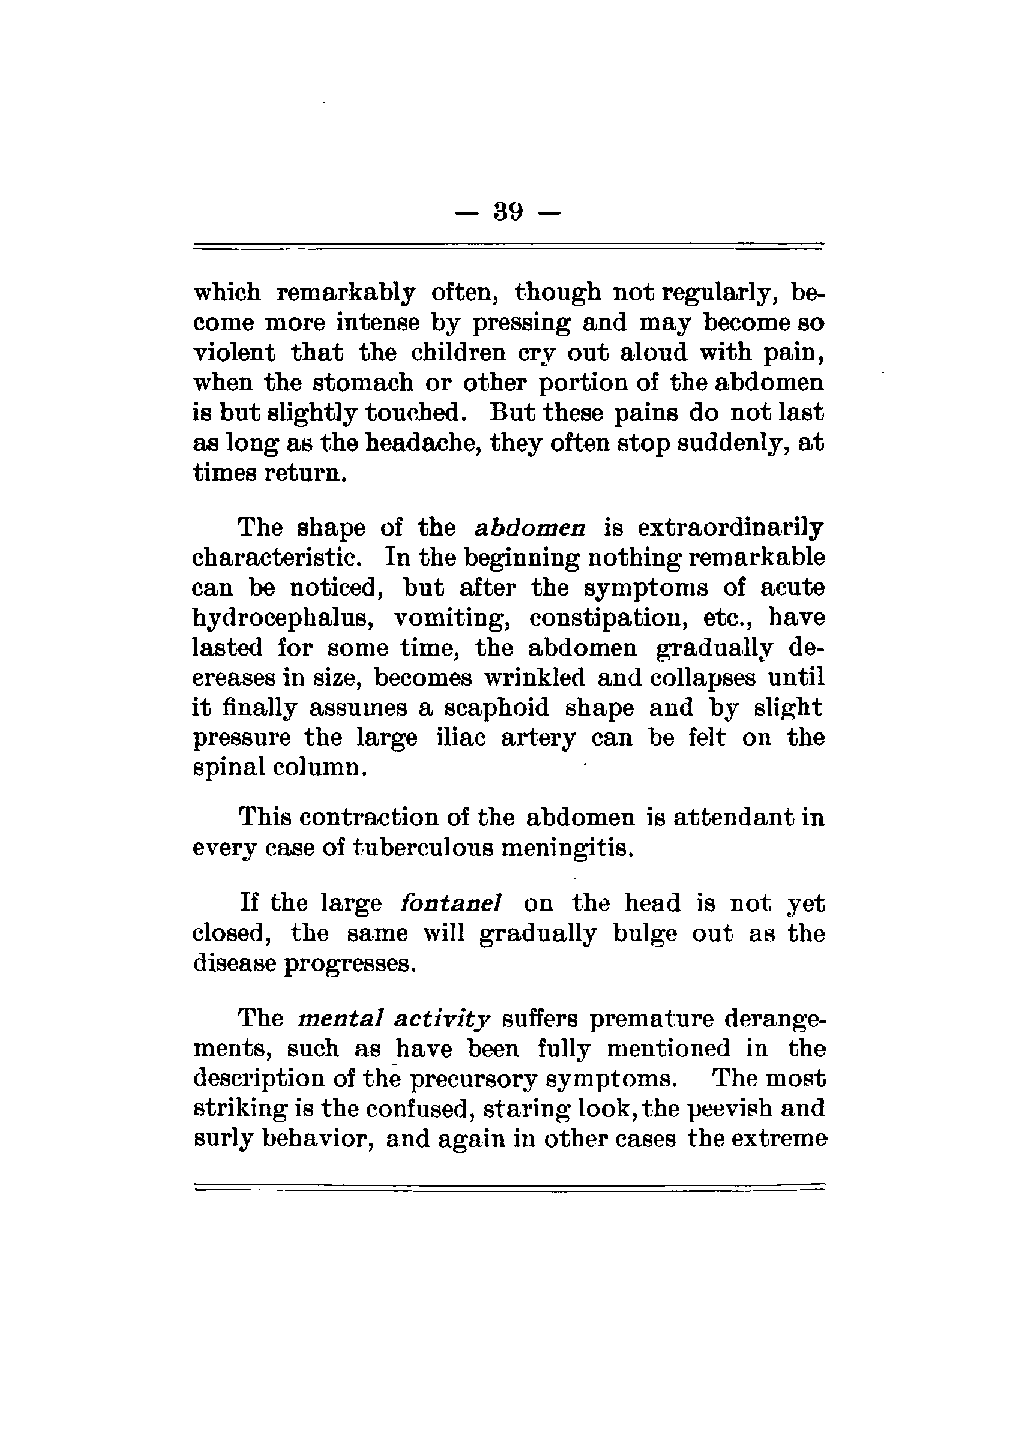 — 39 —
which remarkably often, though not regularly, be-
come more intense by pressing and may become so
violent that the children cry out aloud with pain,
when the stomach or other portion of the abdomen
is but slightly touched. But these pains do not last
as long as the headache, they often stop suddenly, at
times return.
The shape of the abdomen is extraordinarily
characteristic. In the beginning nothing remarkable
can be noticed, but after the symptoms of acute
hydrocephalus, vomiting, constipation, etc., have
lasted for some time, the abdomen gradually de-
ereases in size, becomes wrinkled and collapses until
it finally assumes a scaphoid shape and by slight
pressure the large iliac artery can be felt on the
spinal column.
This contraction of the abdomen is attendant in
every case of tuberculous meningitis.
If the large fontanel on the head is not yet
closed, the same will gradually bulge out as the
disease progresses.
The mental activity suffers premature derange-
ments, such as have been fully mentioned in the
description of the precursory symptoms. The most
striking is the confused, staring look, the peevish and
surly behavior, and again in other cases the extreme